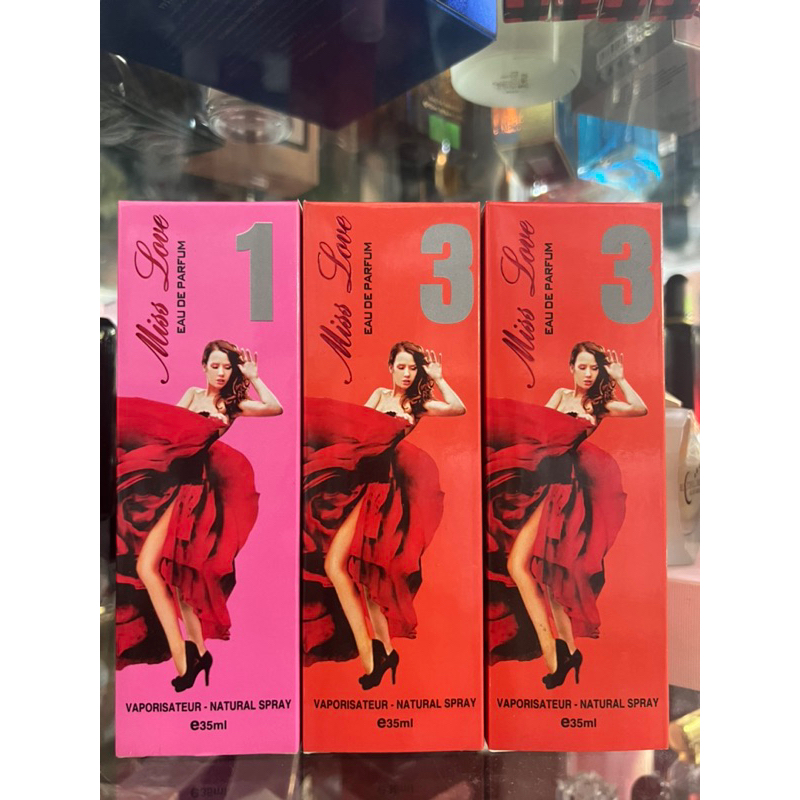 Miss Love
EAU DE PARFUM
1
VAPORISATEUR - NATURAL SPRAY
e35ml
Miss Love
EAU DE PARFUM
3
VAPORISATEUR - NATURAL SPRAY
e35ml
Miss Love
EAU DE PARFUM
3
VAPORISATEUR - NATURAL SPRAY
e35ml